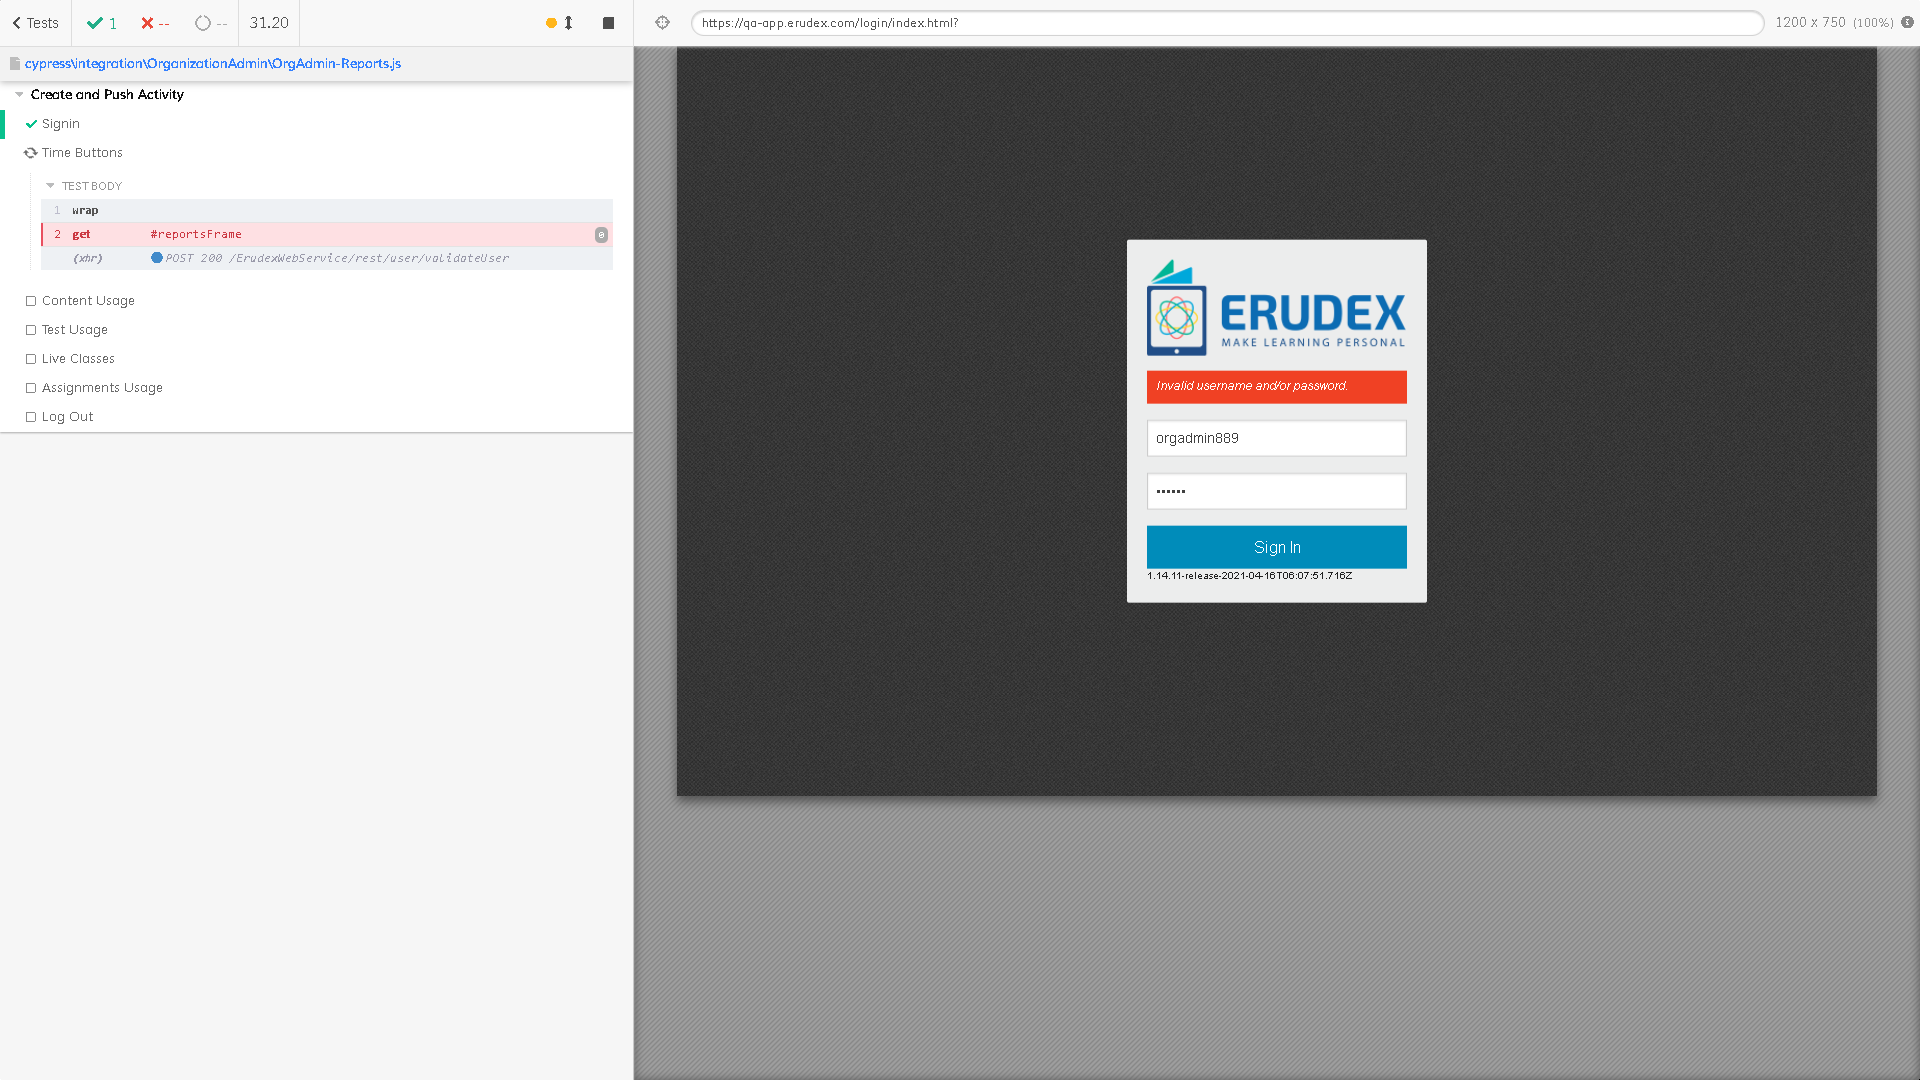 Tests
1
--
--
31.20
https://qa-app.erudex.com/login/index.html?
1200 x 750 (100%)
cypress\integration\OrganizationAdmin\OrgAdmin-Reports.js
Create and Push Activity
Signin
Time Buttons
TEST BODY
1 wrap
2 get #reportsFrame 0
(xhr) POST 200 /ErudexWebService/rest/user/validateUser
Content Usage
Test Usage
Live Classes
Assignments Usage
Log Out
ERUDEX
MAKE LEARNING PERSONAL
Invalid username and/or password.
orgadmin889
••••••
Sign In
1.14.11-release-2021-04-16T06:07:51.716Z